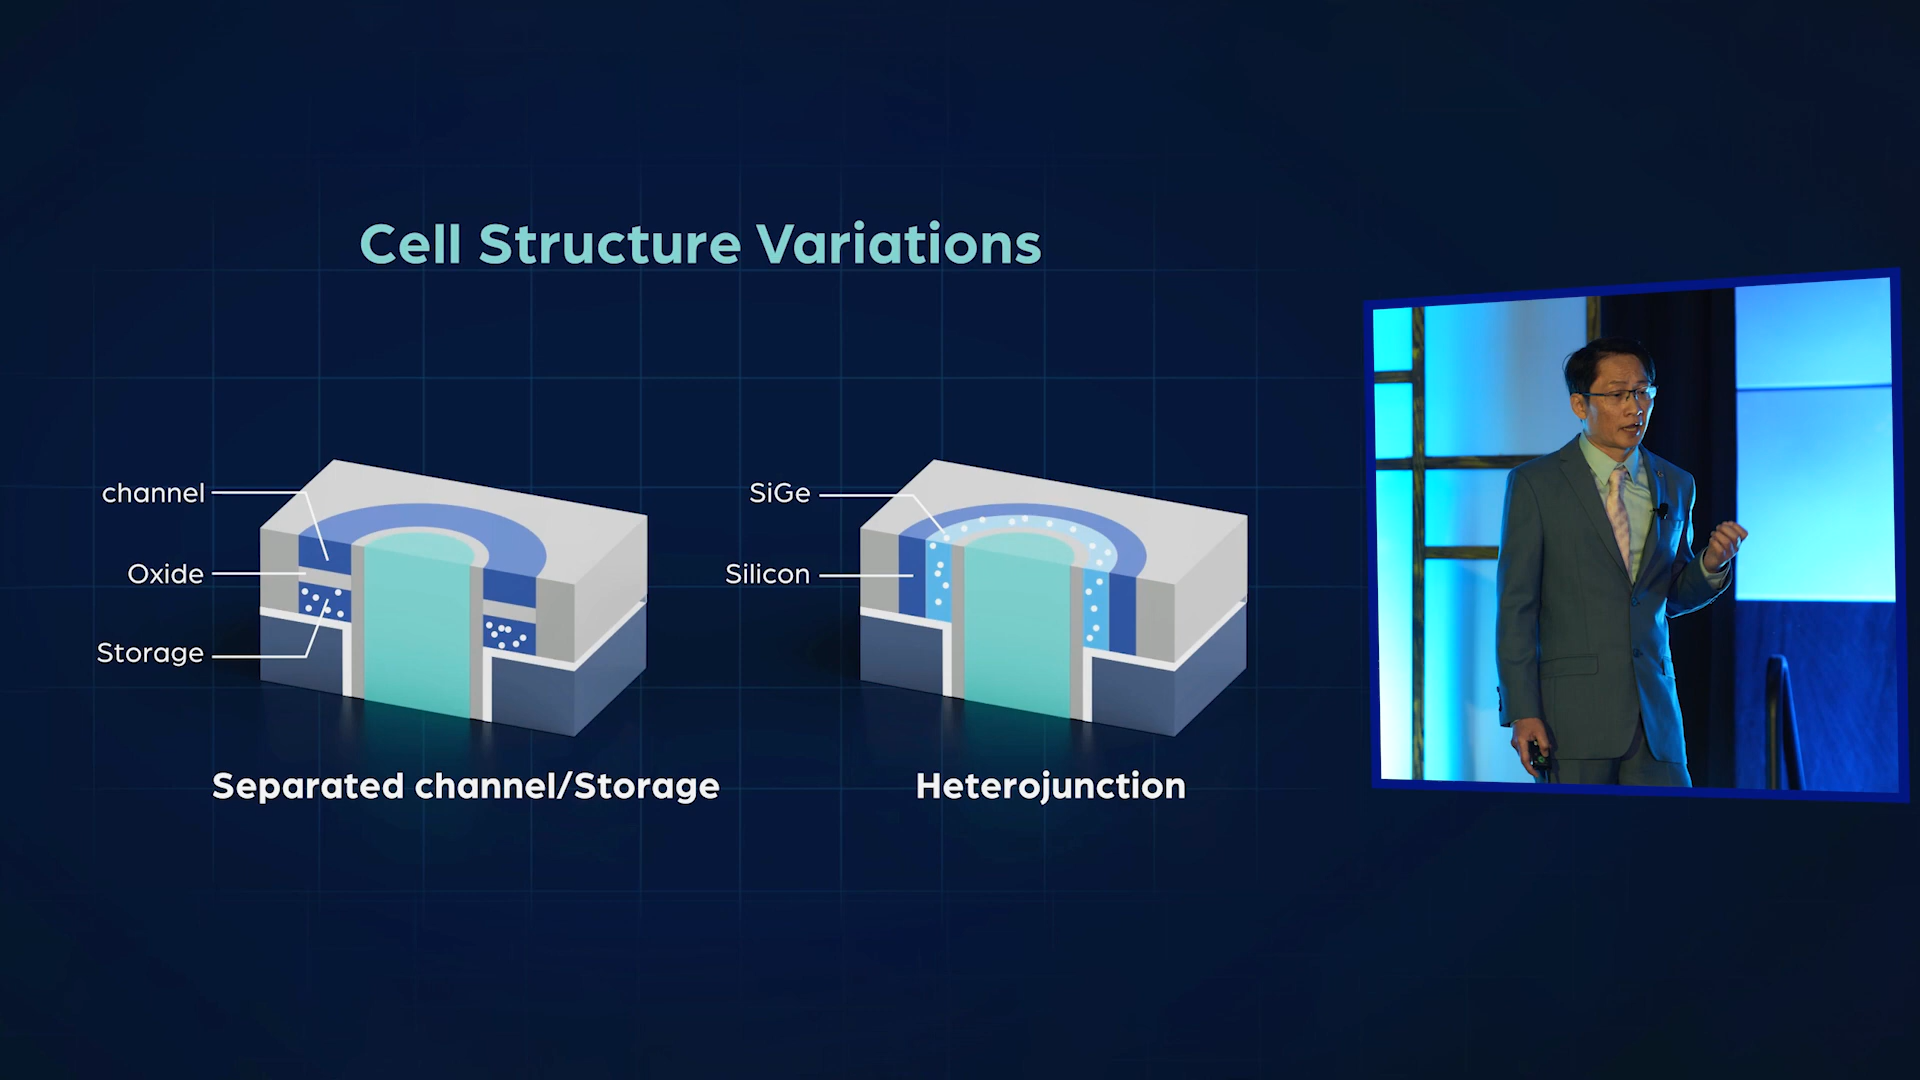 Cell Structure Variations
channel
Oxide
Storage
Separated channel/Storage
SiGe
Silicon
Heterojunction